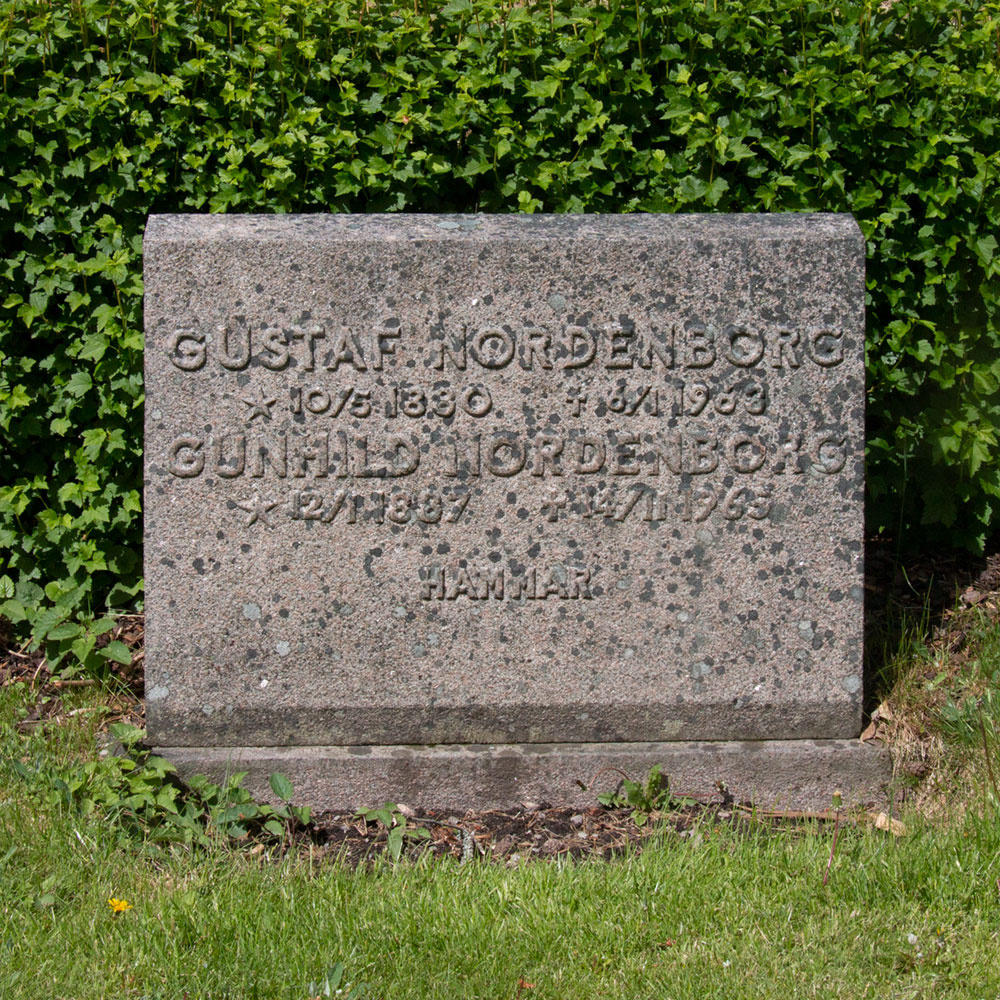 GUSTAF NORDENBORG
★ 10/5 1880 ✝ 6/1 1963
GUNHILD NORDENBORG
★ 12/1 1887 ✝ 14/11 1965
HAMMAR